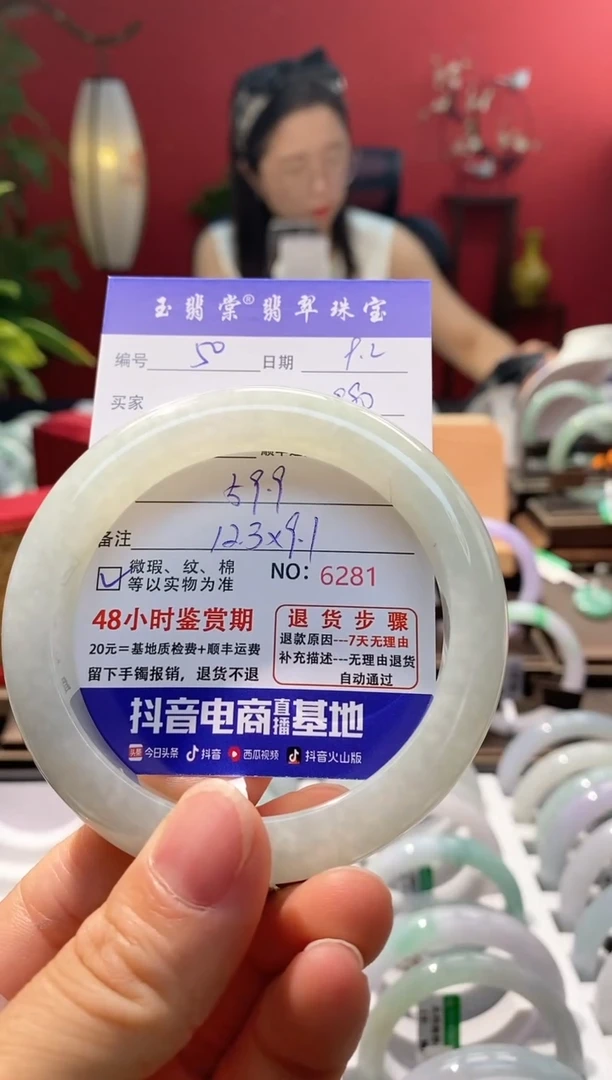 玉翡棠®翡翠珠宝
编号 50 日期 9.2
买家 080
59.9
备注 12.3×9.1
微瑕、纹、棉
等以实物为准
NO: 6281
48小时鉴赏期
20元=基地质检费+顺丰运费
留下手镯报销，退货不退
退货步骤
退款原因---7天无理由
补充描述---无理由退货
自动通过
抖音电商直播基地
头条 今日头条 抖音 西瓜视频 抖音火山版